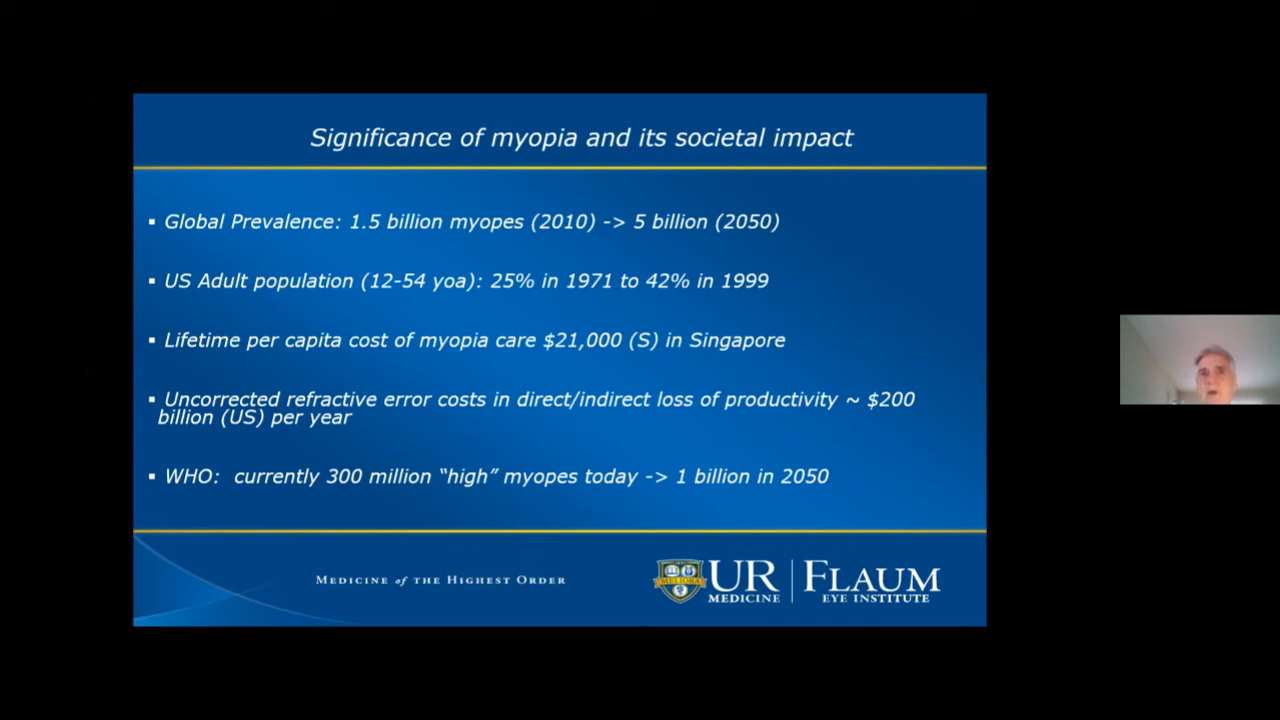 Significance of myopia and its societal impact
▪ Global Prevalence: 1.5 billion myopes (2010) -> 5 billion (2050)
▪ US Adult population (12-54 yoa): 25% in 1971 to 42% in 1999
▪ Lifetime per capita cost of myopia care $21,000 (S) in Singapore
▪ Uncorrected refractive error costs in direct/indirect loss of productivity ~ $200
billion (US) per year
▪ WHO:  currently 300 million “high” myopes today -> 1 billion in 2050
MEDICINE of THE HIGHEST ORDER
MELIORA
UR
MEDICINE
FLAUM
EYE INSTITUTE